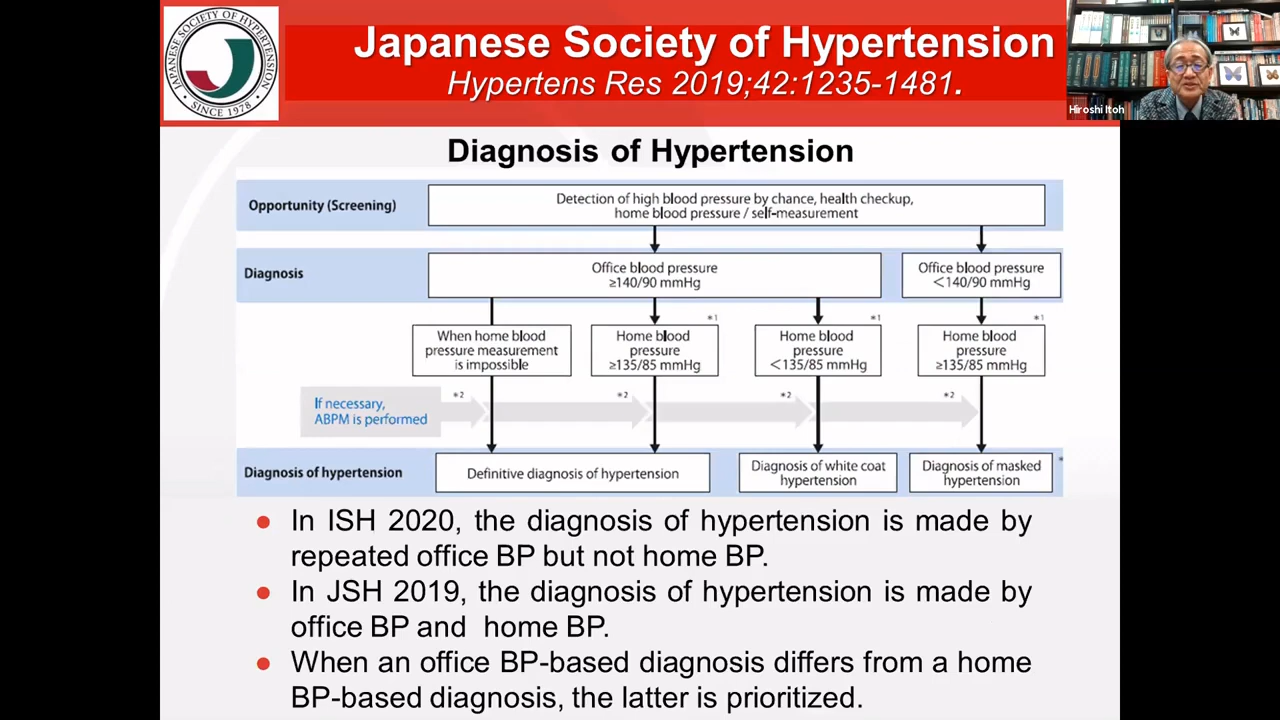 JAPANESE SOCIETY OF HYPERTENSION
SINCE 1978
Japanese Society of Hypertension
Hypertens Res 2019;42:1235-1481.
Hiroshi Itoh
Diagnosis of Hypertension
Opportunity (Screening)
Detection of high blood pressure by chance, health checkup,
home blood pressure / self-measurement
Diagnosis
Office blood pressure
≥140/90 mmHg
Office blood pressure
<140/90 mmHg
When home blood
pressure measurement
is impossible
*1
Home blood
pressure
≥135/85 mmHg
*1
Home blood
pressure
<135/85 mmHg
*1
Home blood
pressure
≥135/85 mmHg
If necessary,
ABPM is performed
*2
*2
*2
*2
Diagnosis of hypertension
Definitive diagnosis of hypertension
Diagnosis of white coat
hypertension
Diagnosis of masked
hypertension
*
● In ISH 2020, the diagnosis of hypertension is made by
repeated office BP but not home BP.
● In JSH 2019, the diagnosis of hypertension is made by
office BP and home BP.
● When an office BP-based diagnosis differs from a home
BP-based diagnosis, the latter is prioritized.